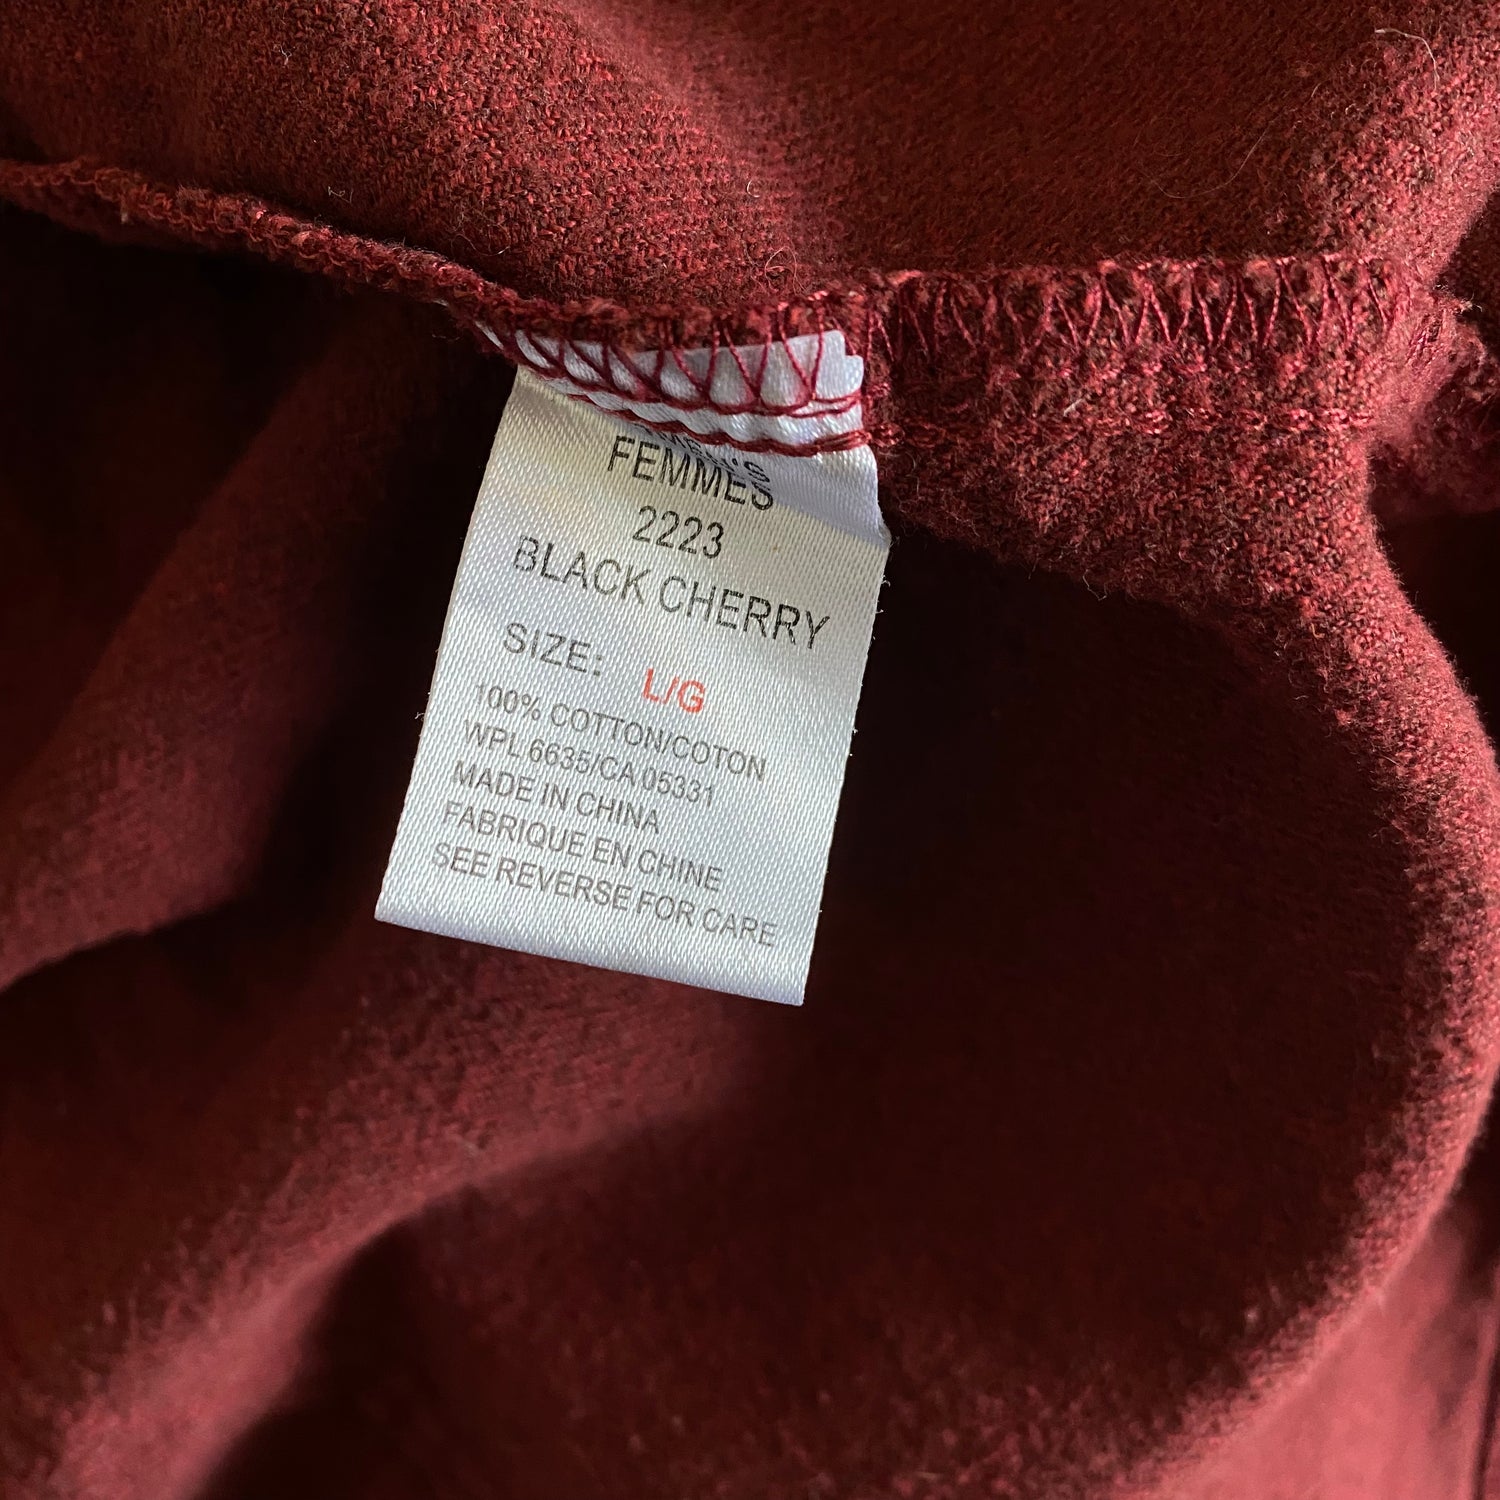 FEMMES
2223
BLACK CHERRY
SIZE: L/G
100% COTTON/COTON
WPL 6635/CA 05331
MADE IN CHINA
FABRIQUE EN CHINE
SEE REVERSE FOR CARE